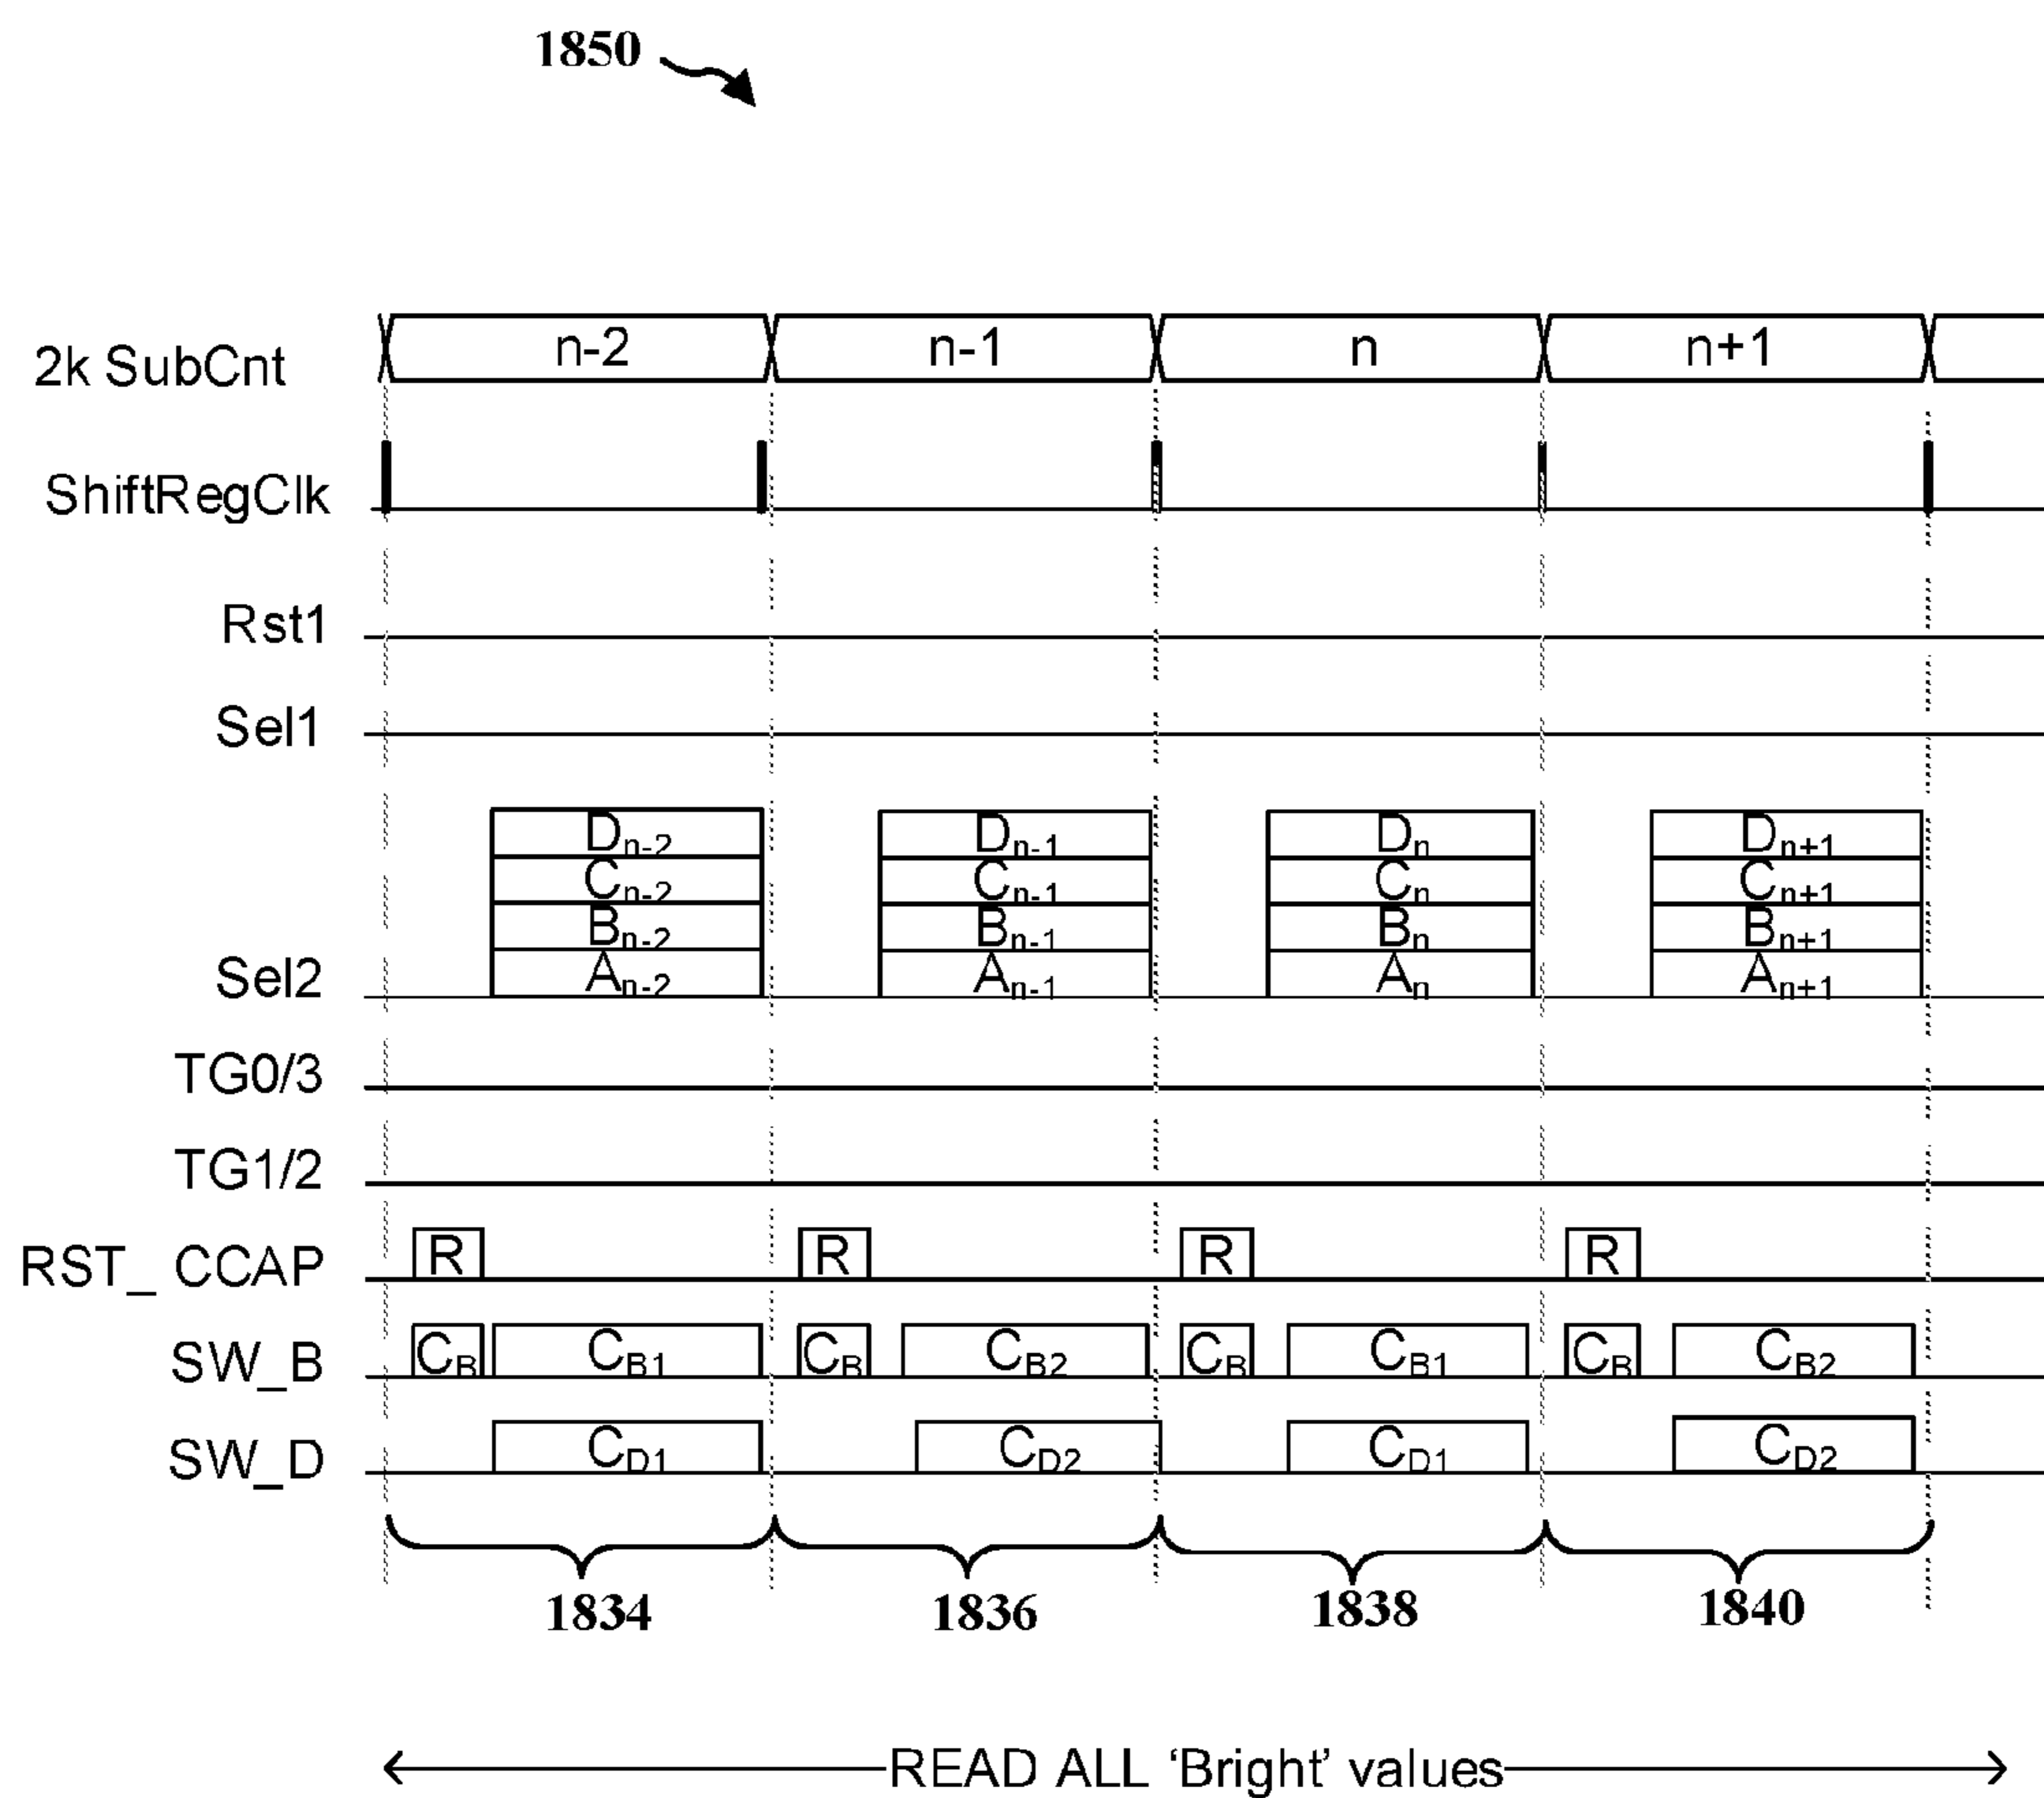 1850
2k SubCnt n-2 n-1 n n+1
ShiftRegClk
Rst1
Sel1
Dn-2 Dn-1 Dn Dn+1
Cn-2 Cn-1 Cn Cn+1
Bn-2 Bn-1 Bn Bn+1
Sel2 An-2 An-1 An An+1
TG0/3
TG1/2
RST_ CCAP R R R R
SW_B CB CB1 CB CB2 CB CB1 CB CB2
SW_D CD1 CD2 CD1 CD2
1834 1836 1838 1840
READ ALL ‘Bright’ values